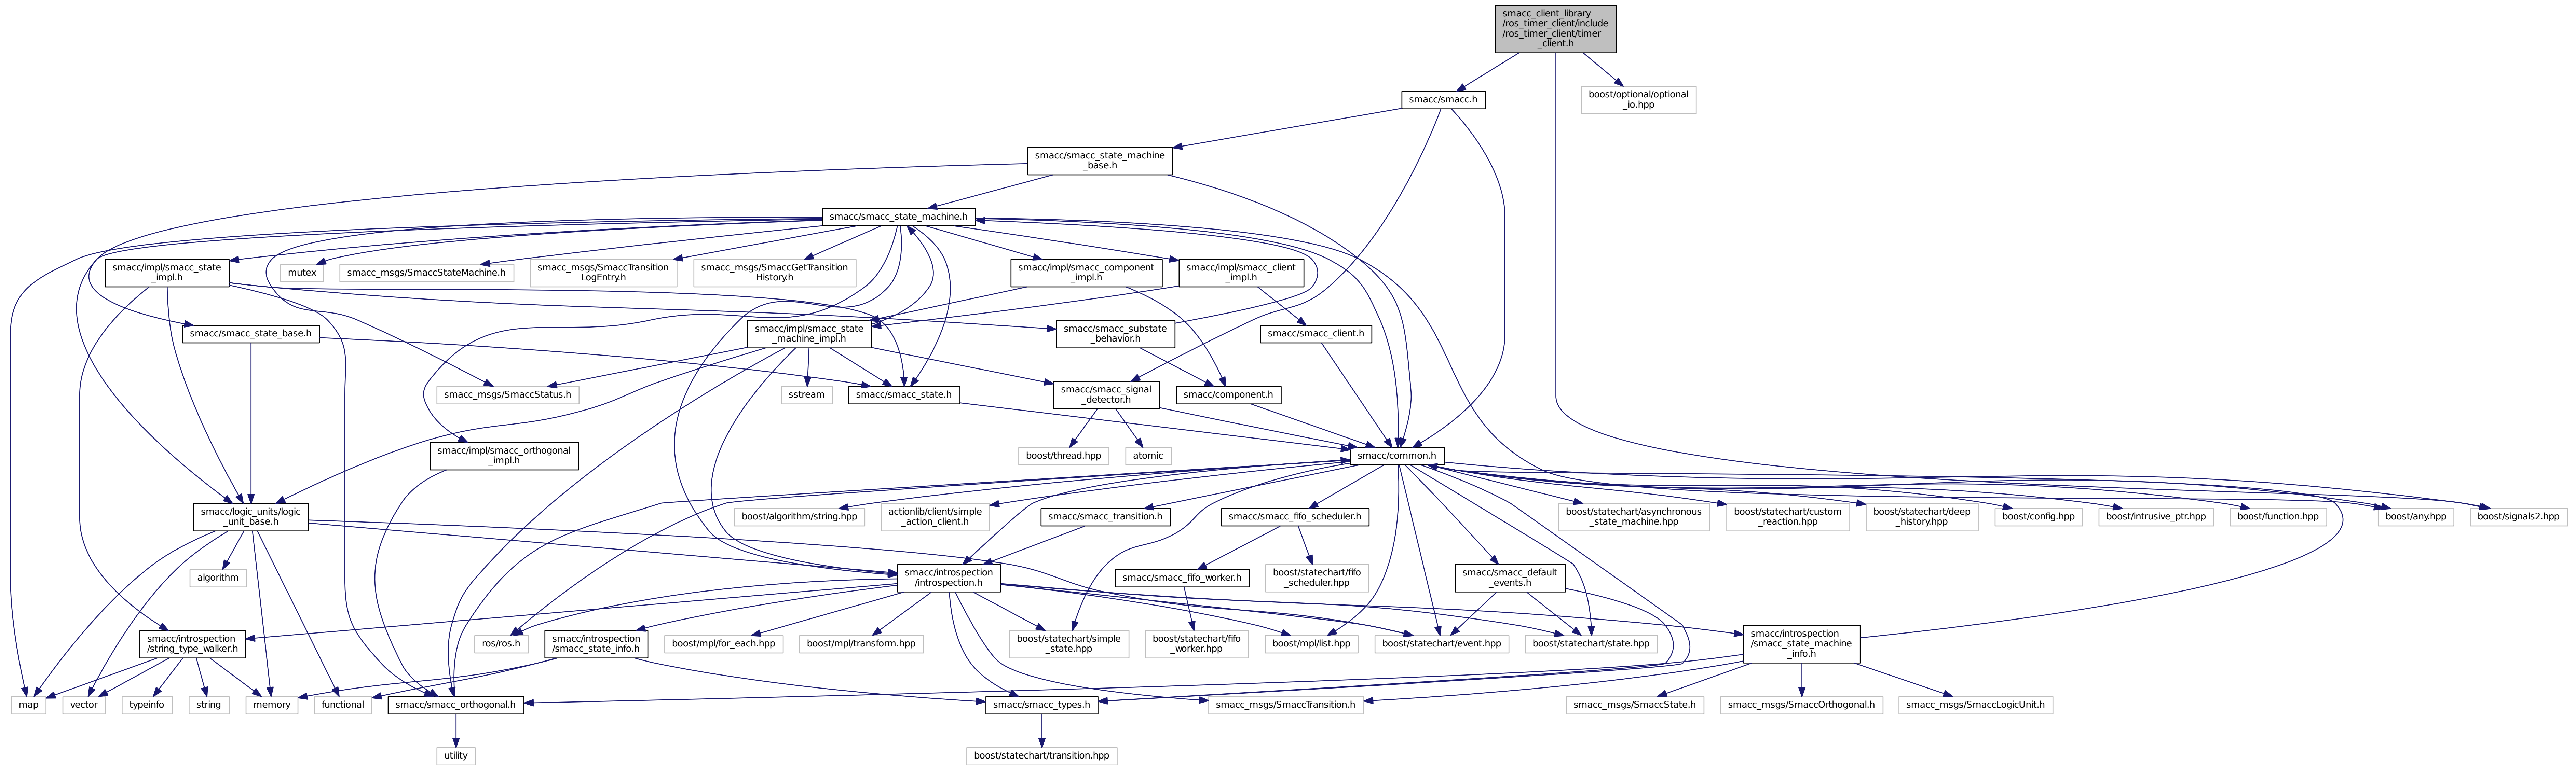 smacc_client_library
/ros_timer_client/include
/ros_timer_client/timer
_client.h
smacc/smacc.h
boost/optional/optional
_io.hpp
smacc/smacc_state_machine
_base.h
smacc/smacc_state_machine.h
smacc/impl/smacc_state
_impl.h
mutex
smacc_msgs/SmaccStateMachine.h
smacc_msgs/SmaccTransition
LogEntry.h
smacc_msgs/SmaccGetTransition
History.h
smacc/impl/smacc_component
_impl.h
smacc/impl/smacc_client
_impl.h
smacc/smacc_state_base.h
smacc/impl/smacc_state
_machine_impl.h
smacc/smacc_substate
_behavior.h
smacc/smacc_client.h
smacc_msgs/SmaccStatus.h
sstream
smacc/smacc_state.h
smacc/smacc_signal
_detector.h
smacc/component.h
smacc/impl/smacc_orthogonal
_impl.h
boost/thread.hpp
atomic
smacc/common.h
smacc/logic_units/logic
_unit_base.h
boost/algorithm/string.hpp
actionlib/client/simple
_action_client.h
smacc/smacc_transition.h
smacc/smacc_fifo_scheduler.h
boost/statechart/asynchronous
_state_machine.hpp
boost/statechart/custom
_reaction.hpp
boost/statechart/deep
_history.hpp
boost/config.hpp
boost/intrusive_ptr.hpp
boost/function.hpp
boost/any.hpp
boost/signals2.hpp
algorithm
smacc/introspection
/introspection.h
smacc/smacc_fifo_worker.h
boost/statechart/fifo
_scheduler.hpp
smacc/smacc_default
_events.h
smacc/introspection
/string_type_walker.h
ros/ros.h
smacc/introspection
/smacc_state_info.h
boost/mpl/for_each.hpp
boost/mpl/transform.hpp
boost/statechart/simple
_state.hpp
boost/statechart/fifo
_worker.hpp
boost/mpl/list.hpp
boost/statechart/event.hpp
boost/statechart/state.hpp
smacc/introspection
/smacc_state_machine
_info.h
map
vector
typeinfo
string
memory
functional
smacc/smacc_orthogonal.h
smacc/smacc_types.h
smacc_msgs/SmaccTransition.h
smacc_msgs/SmaccState.h
smacc_msgs/SmaccOrthogonal.h
smacc_msgs/SmaccLogicUnit.h
utility
boost/statechart/transition.hpp